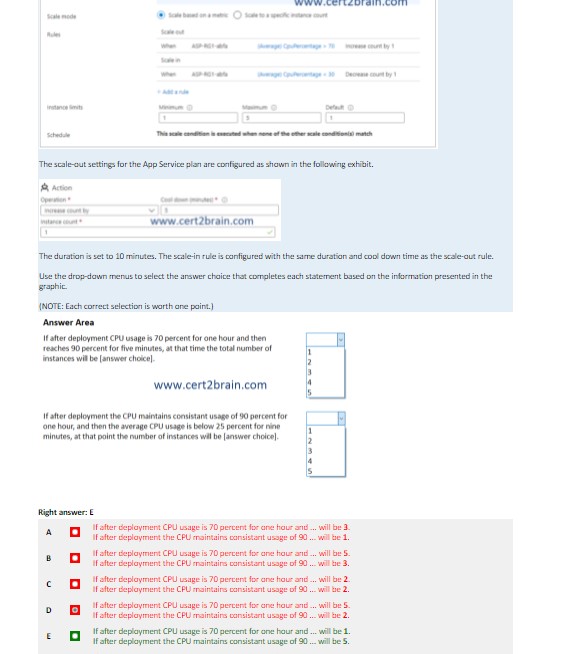 www.cert2brain.com
Scale mode
Scale based on a metric Scale to a specific instance count
Rules
Scale out
When (Average) CpuPercentage > 70 Increase count by 1
Scale in
When (Average) CpuPercentage < 30 Decrease count by 1
+ Add a rule
Instance limits
Minimum Maximum Default
1 5 1
Schedule
This scale condition is executed when none of the other scale condition(s) match
The scale-out settings for the App Service plan are configured as shown in the following exhibit.
Action
Operation * Cool down (minutes) *
Increase count by 5
Instance count *
www.cert2brain.com
1
The duration is set to 10 minutes. The scale-in rule is configured with the same duration and cool down time as the scale-out rule.
Use the drop-down menus to select the answer choice that completes each statement based on the information presented in the
graphic.
(NOTE: Each correct selection is worth one point.)
Answer Area
If after deployment CPU usage is 70 percent for one hour and then
reaches 90 percent for five minutes, at that time the total number of
instances will be [answer choice].
1
2
3
4
5
www.cert2brain.com
If after deployment the CPU maintains consistant usage of 90 percent for
one hour, and then the average CPU usage is below 25 percent for nine
minutes, at that point the number of instances will be [answer choice].
1
2
3
4
5
Right answer: E
A If after deployment CPU usage is 70 percent for one hour and ... will be 3.
If after deployment the CPU maintains consistant usage of 90 ... will be 1.
B If after deployment CPU usage is 70 percent for one hour and ... will be 5.
If after deployment the CPU maintains consistant usage of 90 ... will be 3.
C If after deployment CPU usage is 70 percent for one hour and ... will be 2.
If after deployment the CPU maintains consistant usage of 90 ... will be 2.
D If after deployment CPU usage is 70 percent for one hour and ... will be 5.
If after deployment the CPU maintains consistant usage of 90 ... will be 2.
E If after deployment CPU usage is 70 percent for one hour and ... will be 1.
If after deployment the CPU maintains consistant usage of 90 ... will be 5.